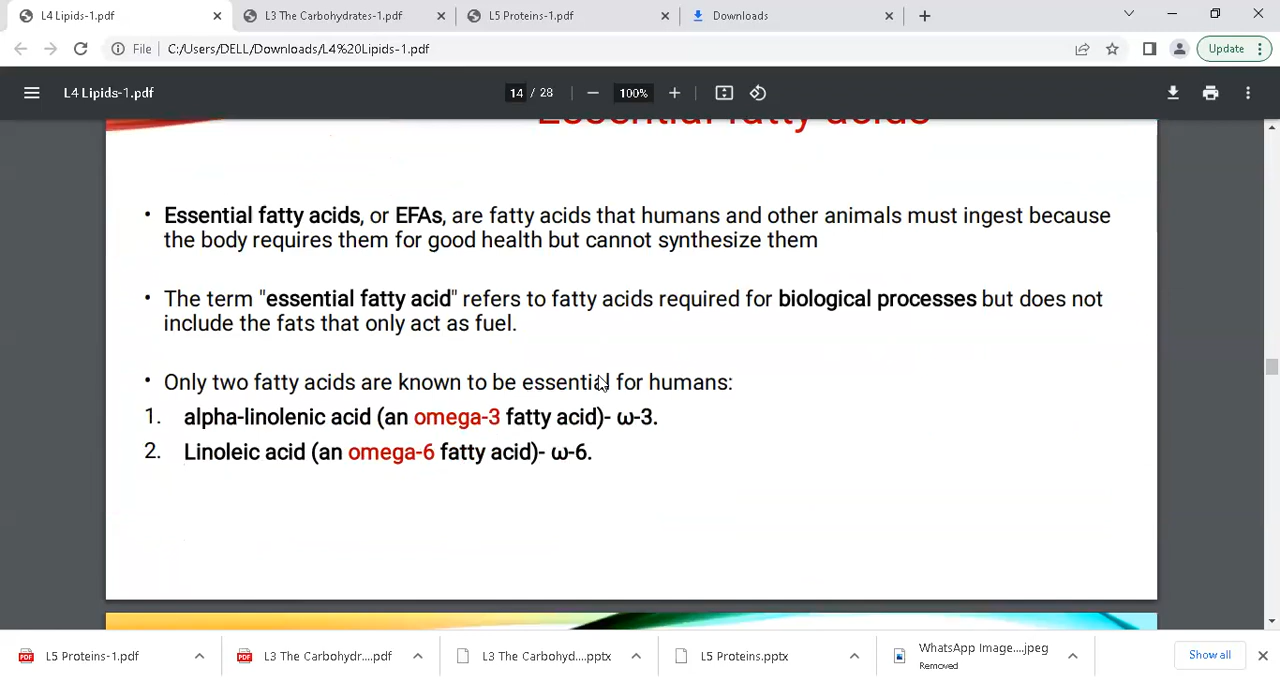 L4 Lipids-1.pdf
L3 The Carbohydrates-1.pdf
L5 Proteins-1.pdf
Downloads
File C:/Users/DELL/Downloads/L4%20Lipids-1.pdf
Update
L4 Lipids-1.pdf
14 / 28
100%
Essential fatty acids
• Essential fatty acids, or EFAs, are fatty acids that humans and other animals must ingest because
the body requires them for good health but cannot synthesize them
• The term "essential fatty acid" refers to fatty acids required for biological processes but does not
include the fats that only act as fuel.
• Only two fatty acids are known to be essential for humans:
1. alpha-linolenic acid (an omega-3 fatty acid)- ω-3.
2. Linoleic acid (an omega-6 fatty acid)- ω-6.
L5 Proteins-1.pdf
L3 The Carbohydr....pdf
L3 The Carbohyd....pptx
L5 Proteins.pptx
WhatsApp Image....jpeg
Removed
Show all